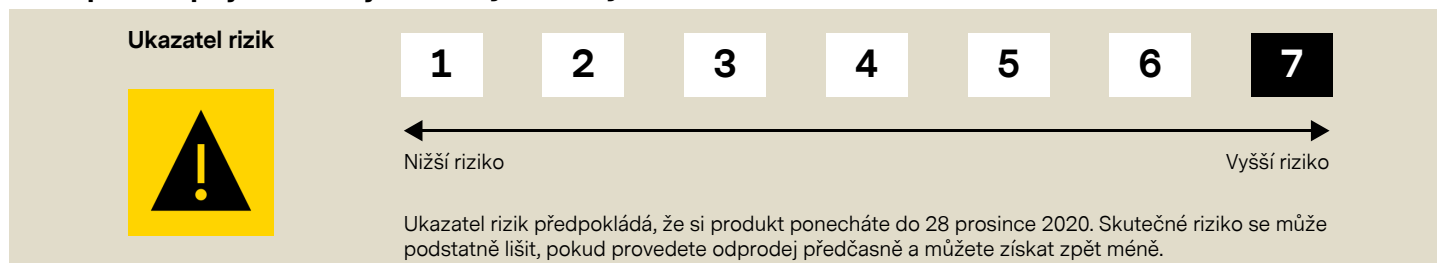 Ukazatel rizik
1 2 3 4 5 6 7
Nižší riziko Vyšší riziko
Ukazatel rizik předpokládá, že si produkt ponecháte do 28 prosince 2020. Skutečné riziko se může
podstatně lišit, pokud provedete odprodej předčasně a můžete získat zpět méně.